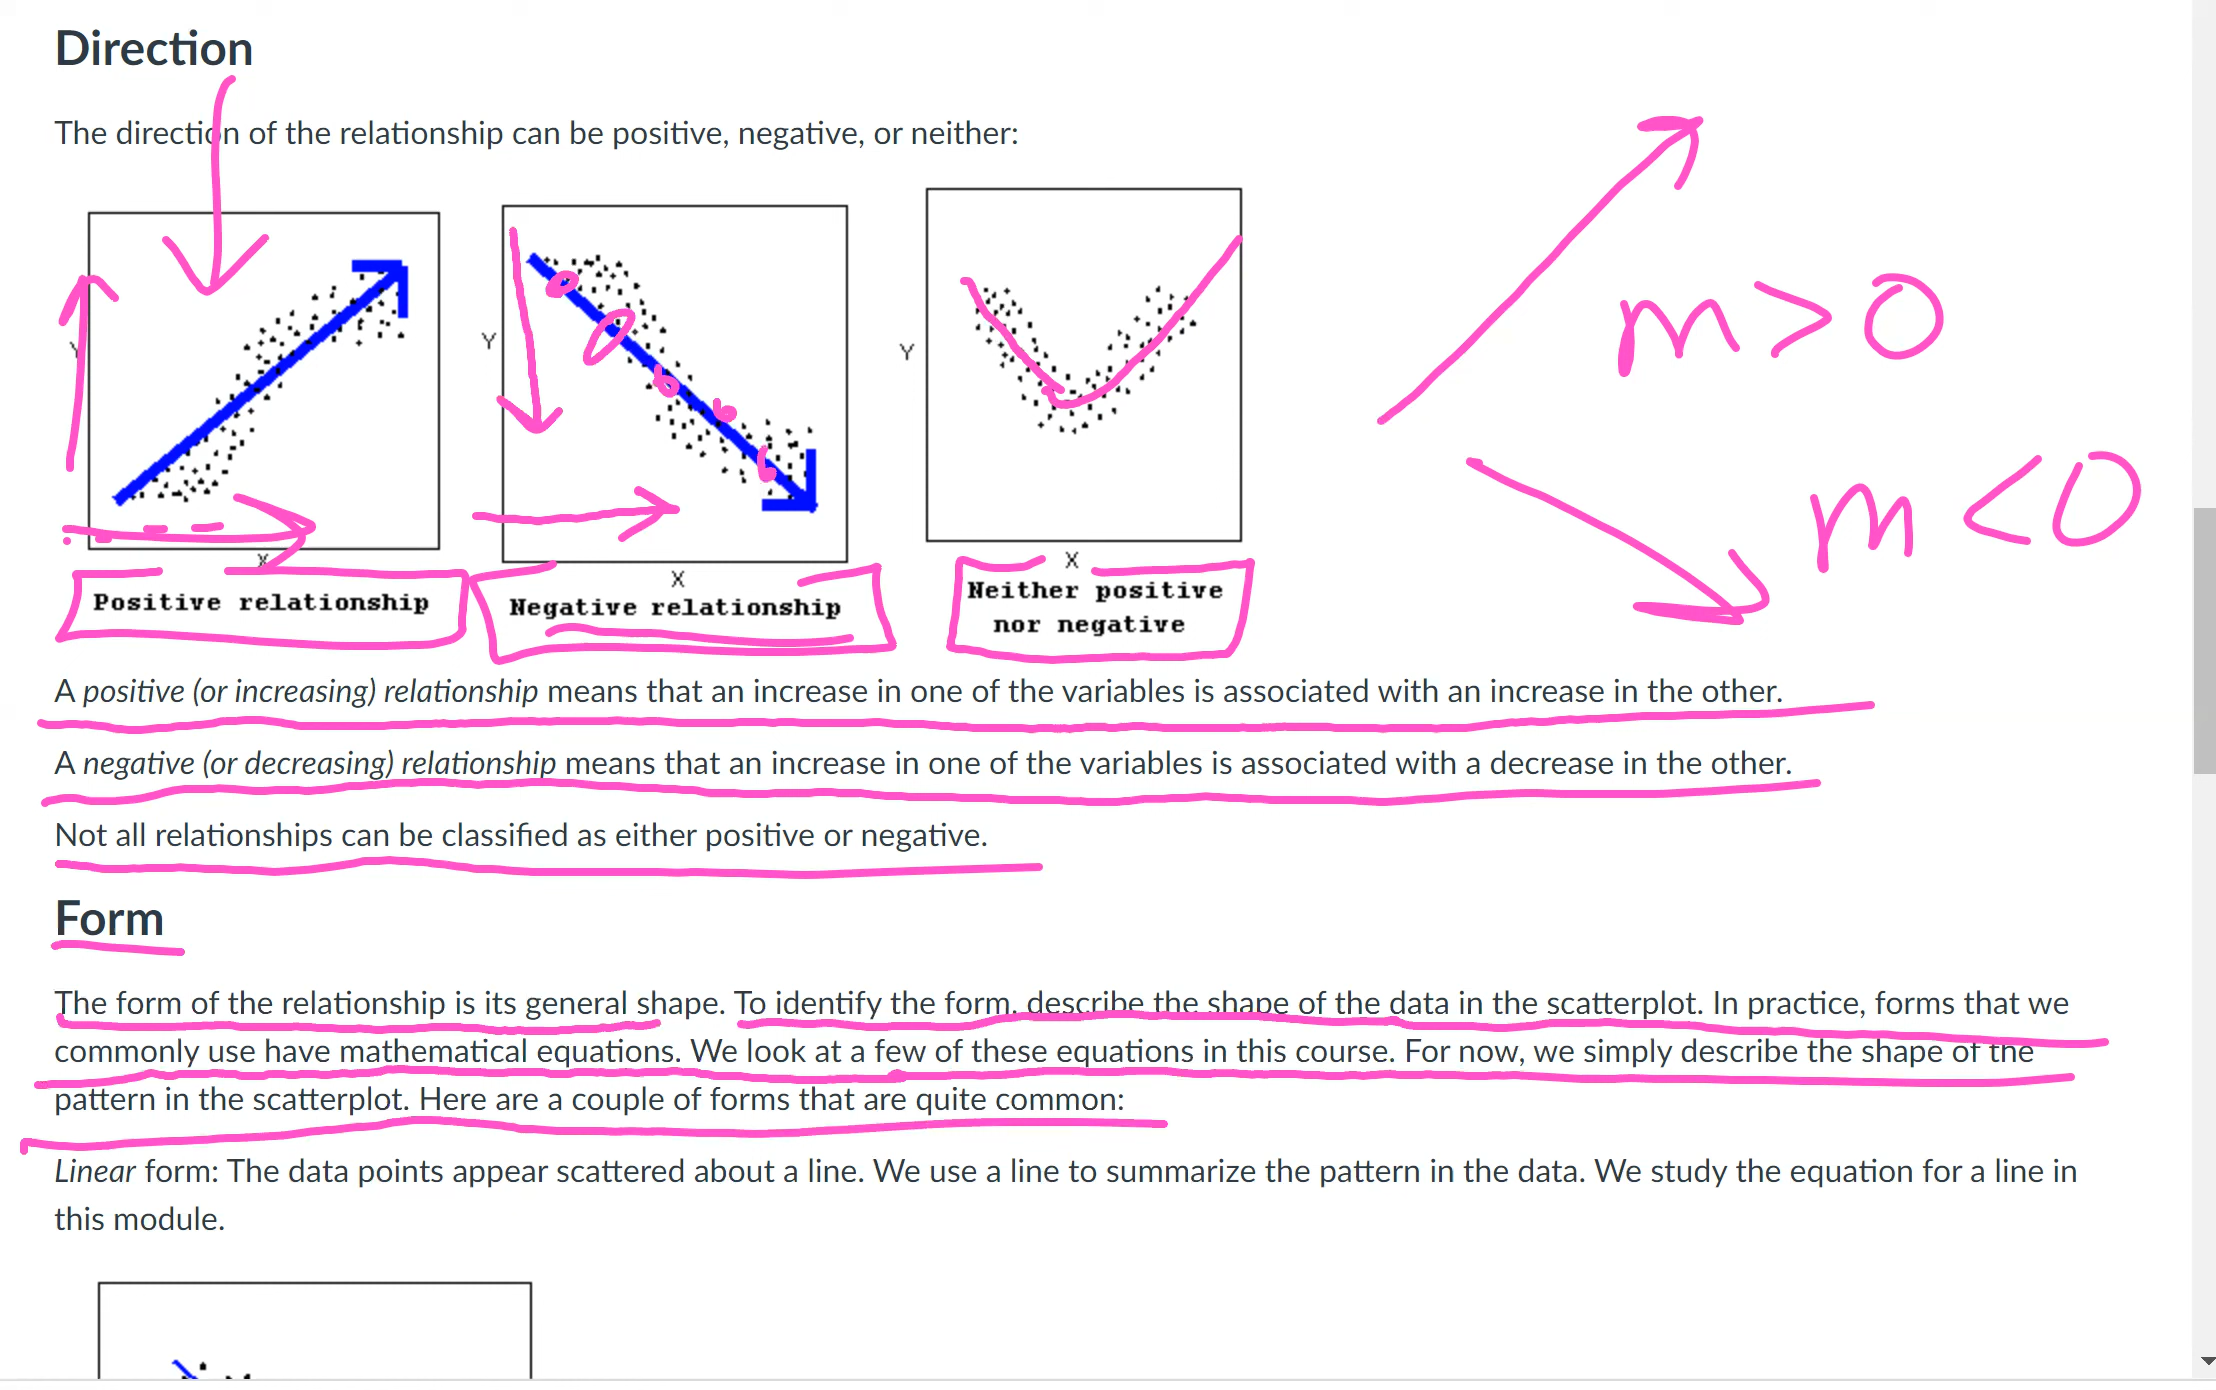 Direction
The direction of the relationship can be positive, negative, or neither:
m > 0
m < 0
Y
X
Positive relationship
Y
X
Negative relationship
Y
X
Neither positive
nor negative
A positive (or increasing) relationship means that an increase in one of the variables is associated with an increase in the other.
A negative (or decreasing) relationship means that an increase in one of the variables is associated with a decrease in the other.
Not all relationships can be classified as either positive or negative.
Form
The form of the relationship is its general shape. To identify the form, describe the shape of the data in the scatterplot. In practice, forms that we
commonly use have mathematical equations. We look at a few of these equations in this course. For now, we simply describe the shape of the
pattern in the scatterplot. Here are a couple of forms that are quite common:
Linear form: The data points appear scattered about a line. We use a line to summarize the pattern in the data. We study the equation for a line in
this module.